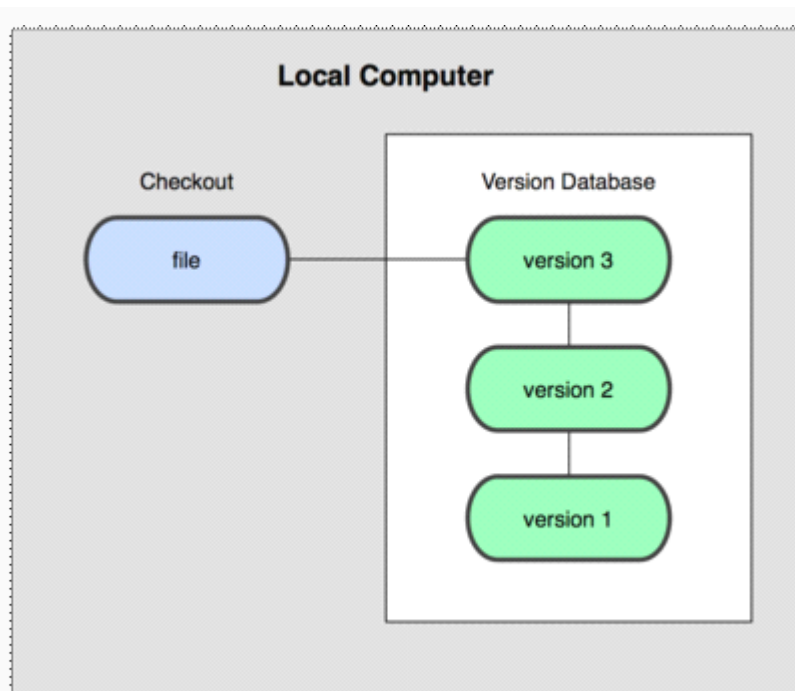 Local Computer
Checkout
Version Database
file
version 3
version 2
version 1